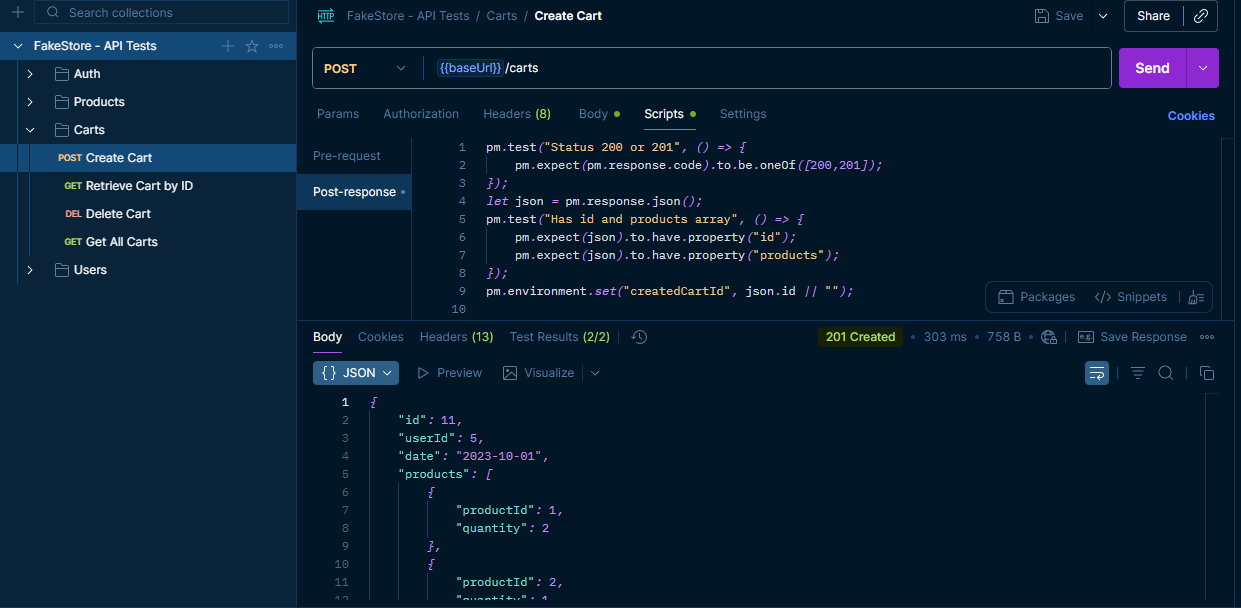 Search collections
HTTP FakeStore - API Tests / Carts / Create Cart
Save
Share
FakeStore - API Tests
Auth
Products
Carts
POST Create Cart
GET Retrieve Cart by ID
DEL Delete Cart
GET Get All Carts
Users
POST
{{baseUrl}} /carts
Send
Params Authorization Headers (8) Body Scripts Settings
Cookies
Pre-request
Post-response
1 pm.test("Status 200 or 201", () => {
2 pm.expect(pm.response.code).to.be.oneOf([200,201]);
3 });
4 let json = pm.response.json();
5 pm.test("Has id and products array", () => {
6 pm.expect(json).to.have.property("id");
7 pm.expect(json).to.have.property("products");
8 });
9 pm.environment.set("createdCartId", json.id || "");
10
Packages </> Snippets
Body Cookies Headers (13) Test Results (2/2)
201 Created • 303 ms • 758 B • e.g. Save Response
{} JSON Preview Visualize
1 {
2 "id": 11,
3 "userId": 5,
4 "date": "2023-10-01",
5 "products": [
6 {
7 "productId": 1,
8 "quantity": 2
9 },
10 {
11 "productId": 2,
12 "quantity": 1